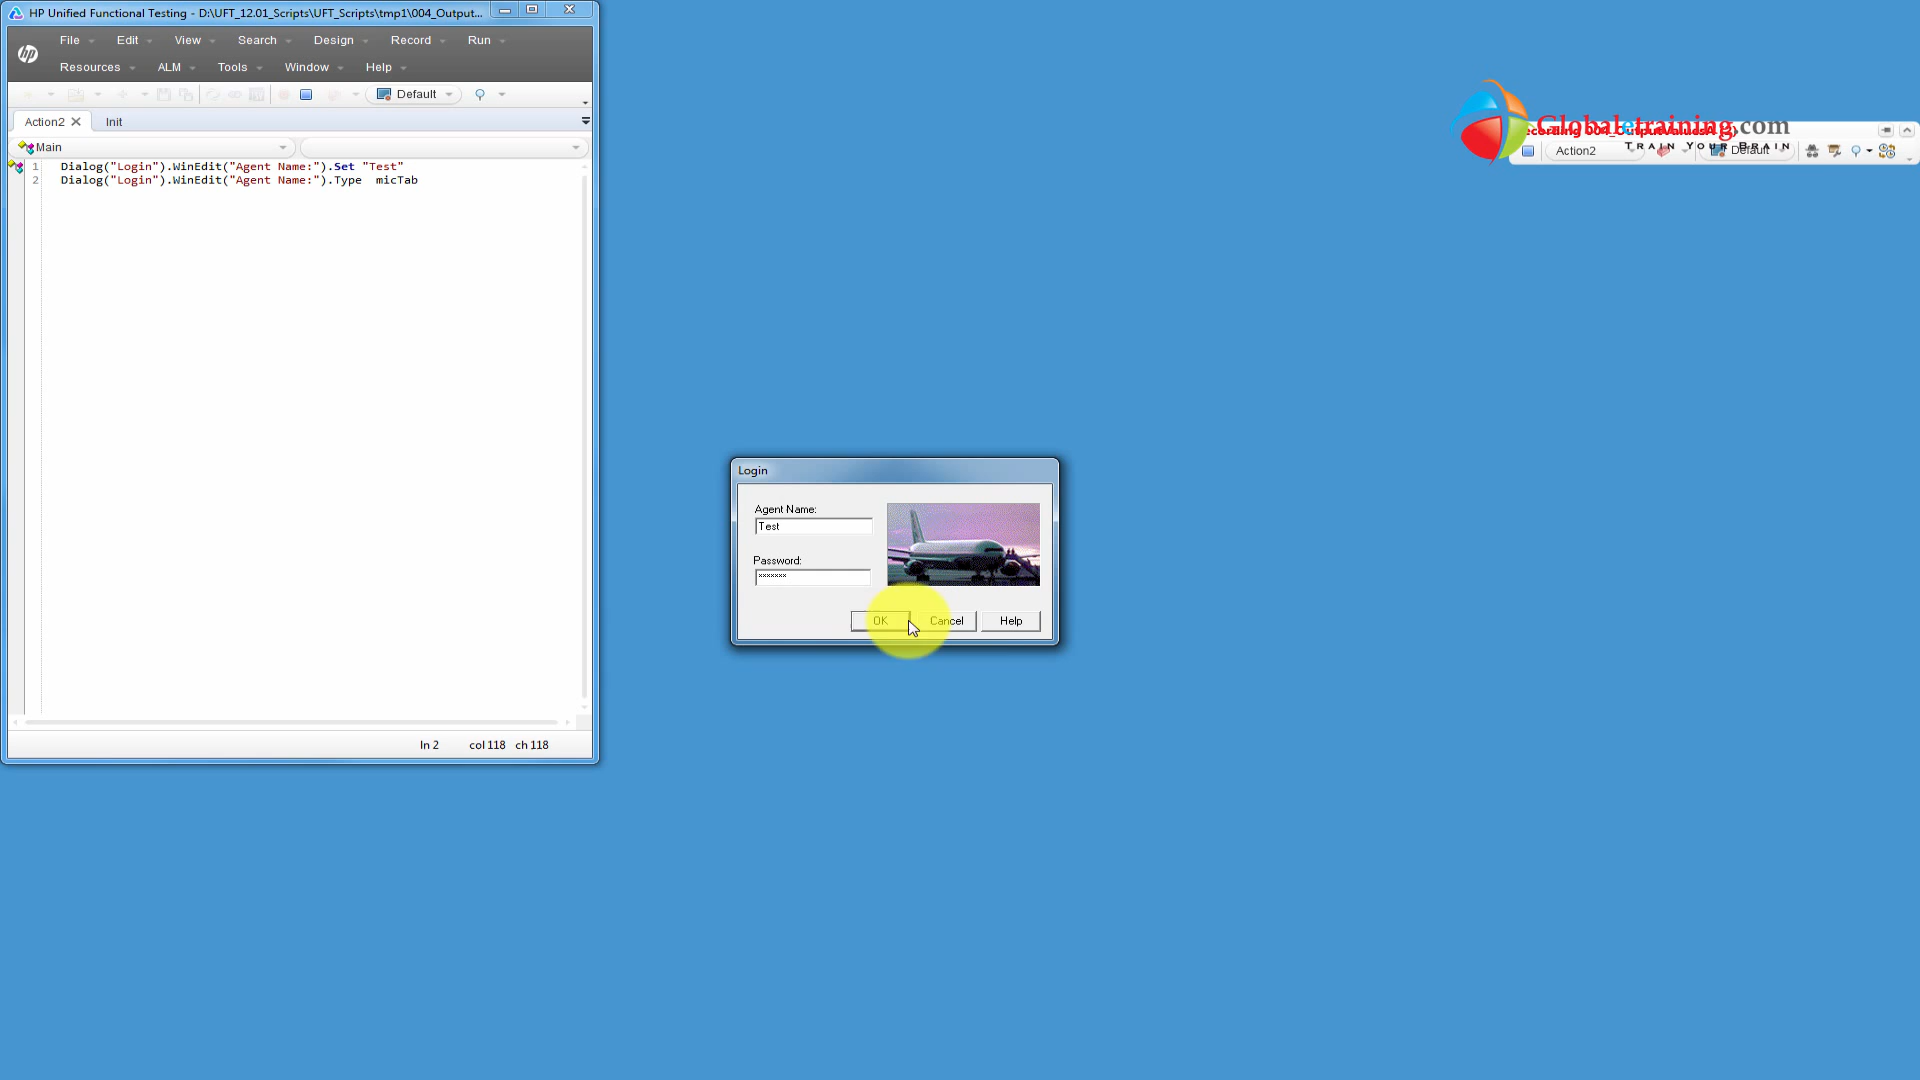 HP Unified Functional Testing - D:\UFT_12.01_Scripts\UFT_Scripts\tmp1\004_Output...
File Edit View Search Design Record Run
hp
Resources ALM Tools Window Help
Default
Action2 Init
Main
1 Dialog("Login").WinEdit("Agent Name:").Set "Test"
2 Dialog("Login").WinEdit("Agent Name:").Type micTab
ln 2 col 118 ch 118
Globaletraining.com
Train Your Brain
Action2 Default
Login
Agent Name:
Test
Password:
×××××××
OK Cancel Help